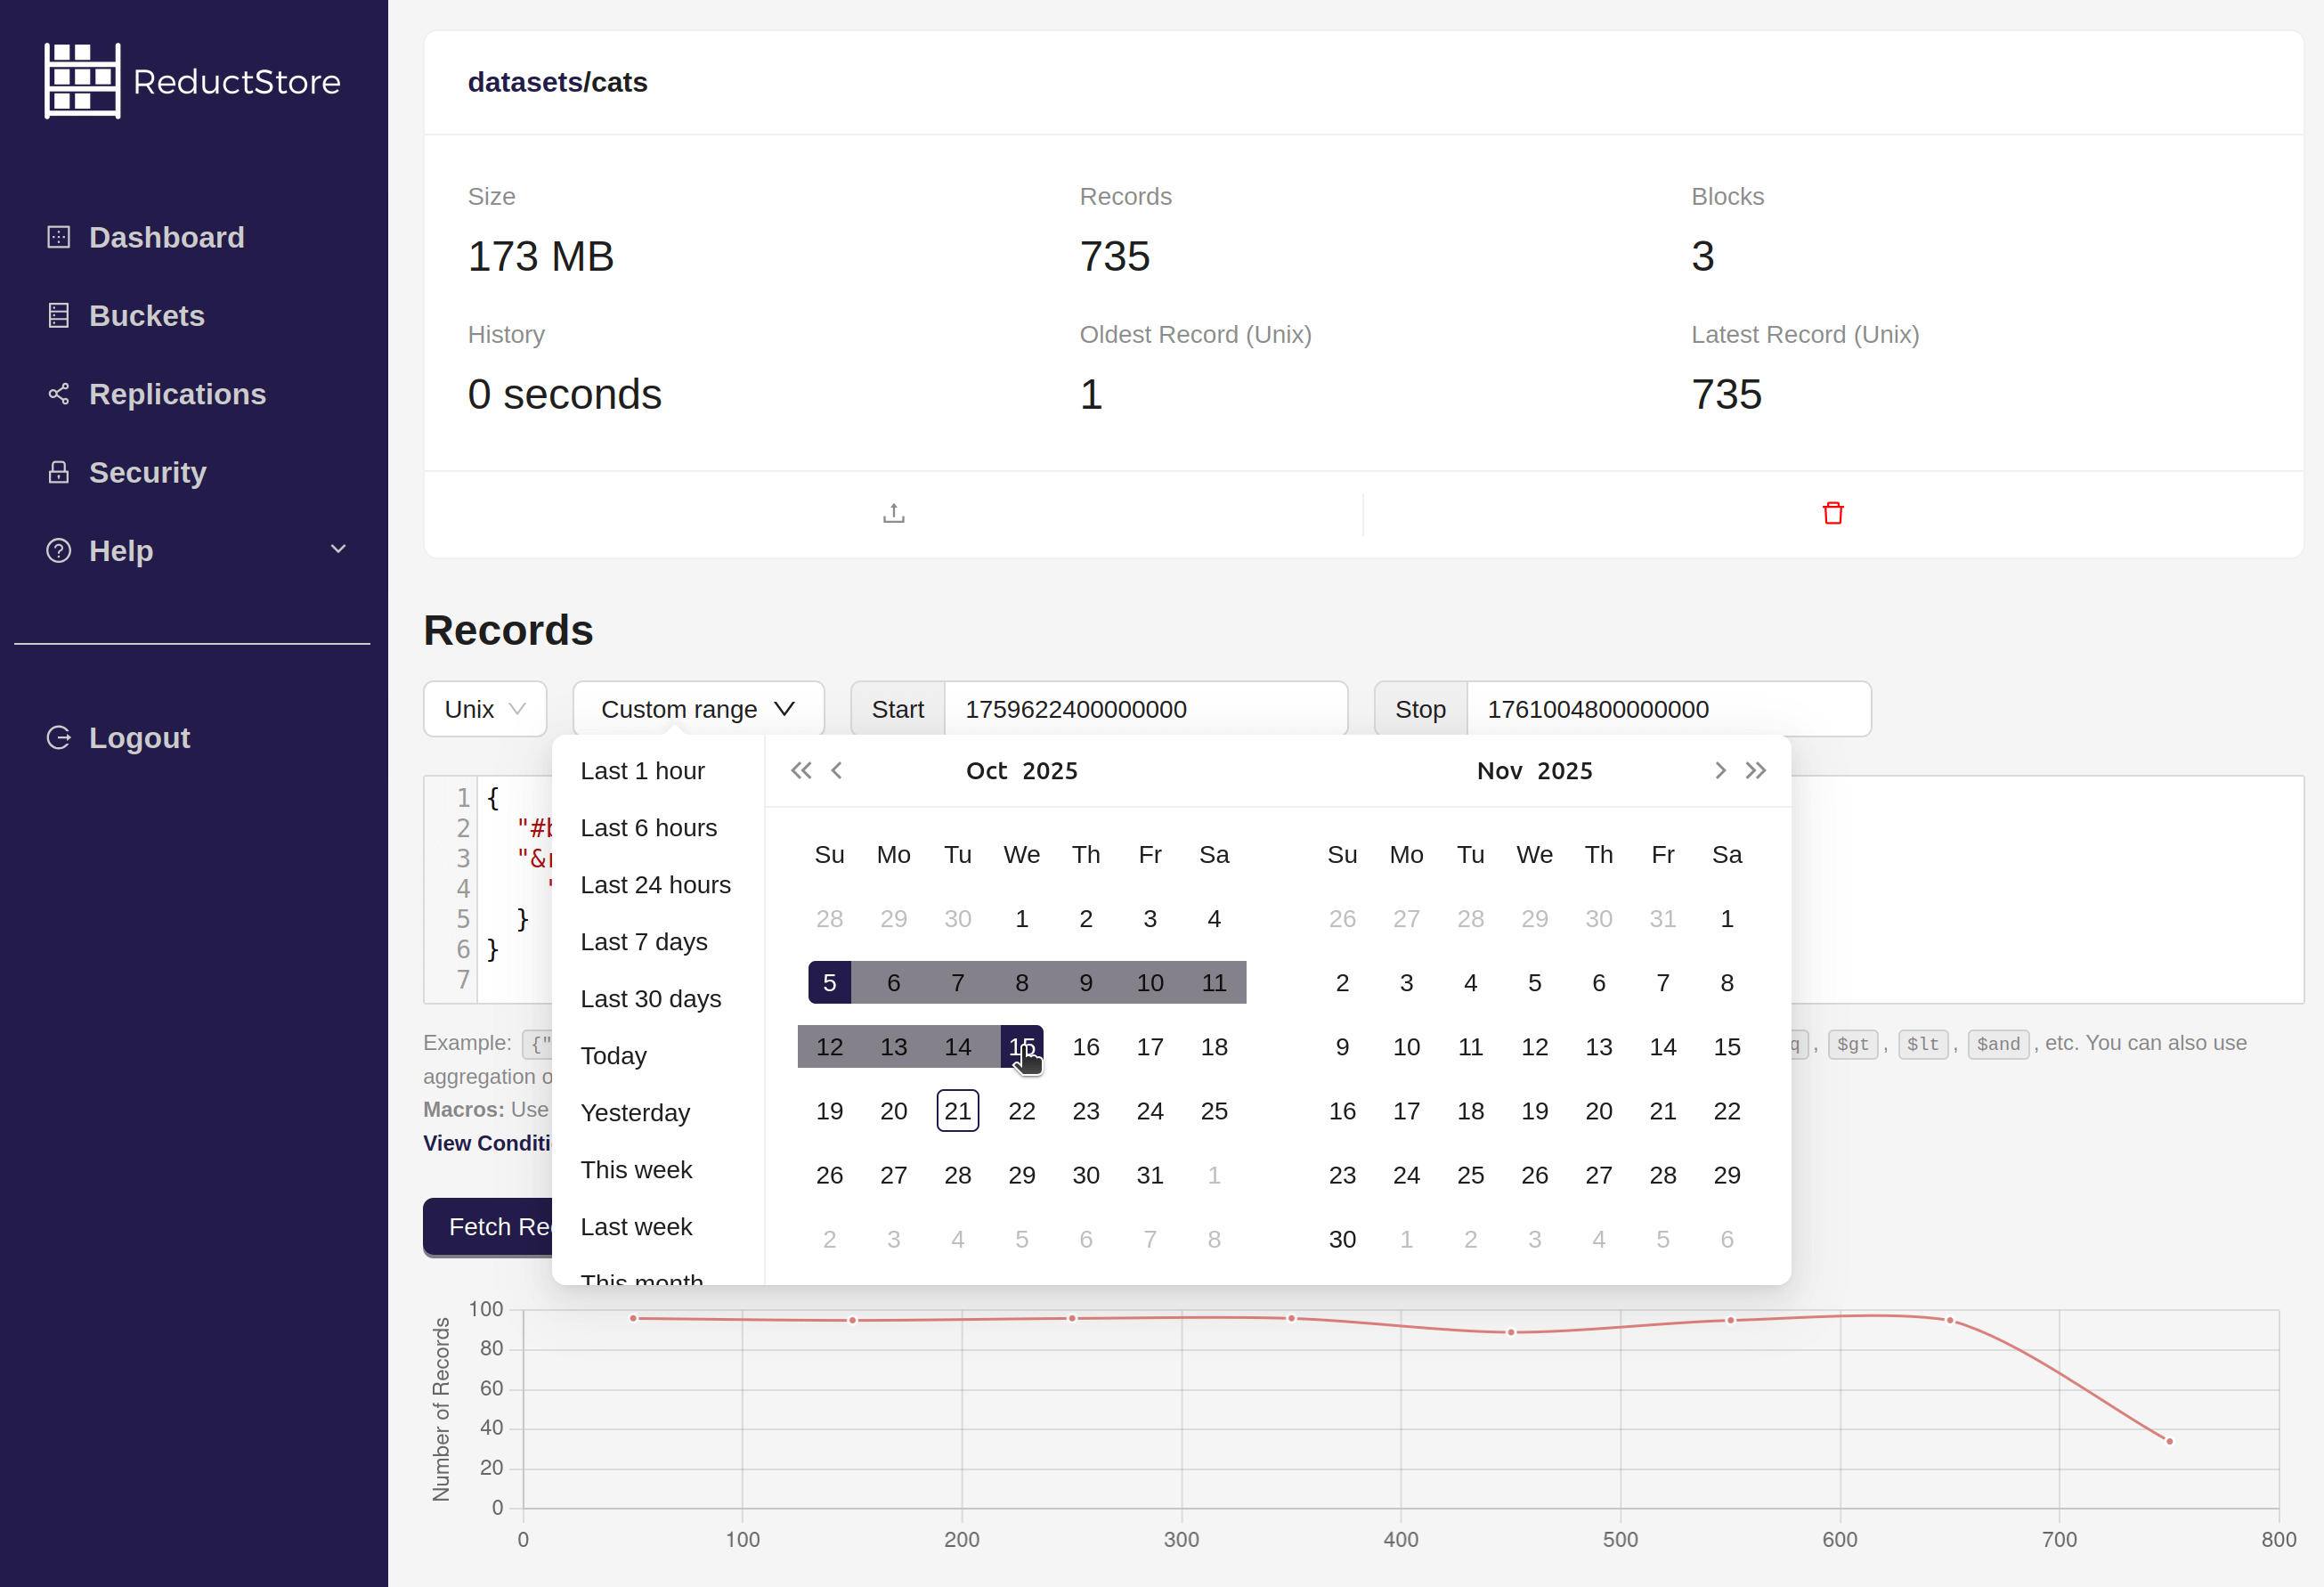 ReductStore
Dashboard
Buckets
Replications
Security
Help
Logout
datasets/cats
Size Records Blocks
173 MB 735 3
History Oldest Record (Unix) Latest Record (Unix)
0 seconds 1 735
Records
Unix Custom range Start 1759622400000000 Stop 1761004800000000
Last 1 hour
Last 6 hours
Last 24 hours
Last 7 days
Last 30 days
Today
Yesterday
This week
Last week
This month
Oct 2025
Su Mo Tu We Th Fr Sa
28 29 30 1 2 3 4
5 6 7 8 9 10 11
12 13 14 15 16 17 18
19 20 21 22 23 24 25
26 27 28 29 30 31 1
2 3 4 5 6 7 8
Nov 2025
Su Mo Tu We Th Fr Sa
26 27 28 29 30 31 1
2 3 4 5 6 7 8
9 10 11 12 13 14 15
16 17 18 19 20 21 22
23 24 25 26 27 28 29
30 1 2 3 4 5 6
1 {
2
3
4
5 }
6 }
7
Example: {" , $gt , $lt , $and , etc. You can also use
aggregation
Macros: Use
View
Fetch
Number of Records
100
80
60
40
20
0
0 100 200 300 400 500 600 700 800